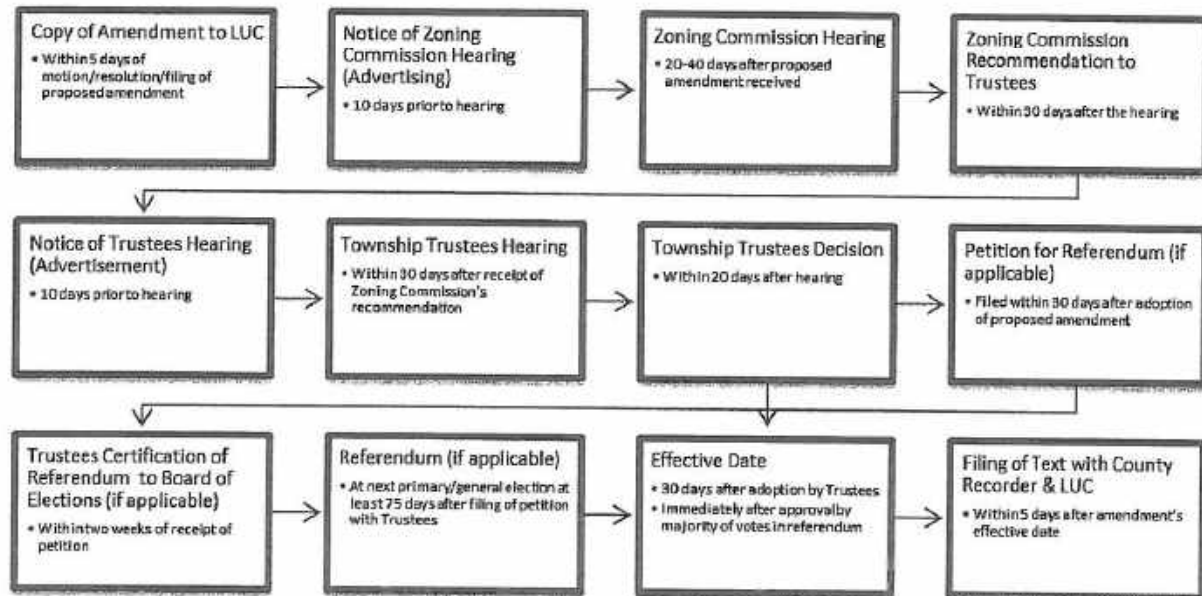 Copy of Amendment to LUC
• Within 5 days of
motion/resolution/filing of
proposed amendment
Notice of Zoning
Commission Hearing
(Advertising)
• 10 days prior to hearing
Zoning Commission Hearing
• 20-40 days after proposed
amendment received
Zoning Commission
Recommendation to
Trustees
• Within 30 days after the hearing
Notice of Trustees Hearing
(Advertisement)
• 10 days prior to hearing
Township Trustees Hearing
• Within 30 days after receipt of
Zoning Commission's
recommendation
Township Trustees Decision
• Within 20 days after hearing
Petition for Referendum (if
applicable)
• Filed within 30 days after adoption
of proposed amendment
Trustees Certification of
Referendum to Board of
Elections (if applicable)
• Within two weeks of receipt of
petition
Referendum (if applicable)
• At next primary/general election at
least 75 days after filing of petition
with Trustees
Effective Date
• 30 days after adoption by Trustees
• Immediately after approval by
majority of votes in referendum
Filing of Text with County
Recorder & LUC
• Within 5 days after amendment's
effective date